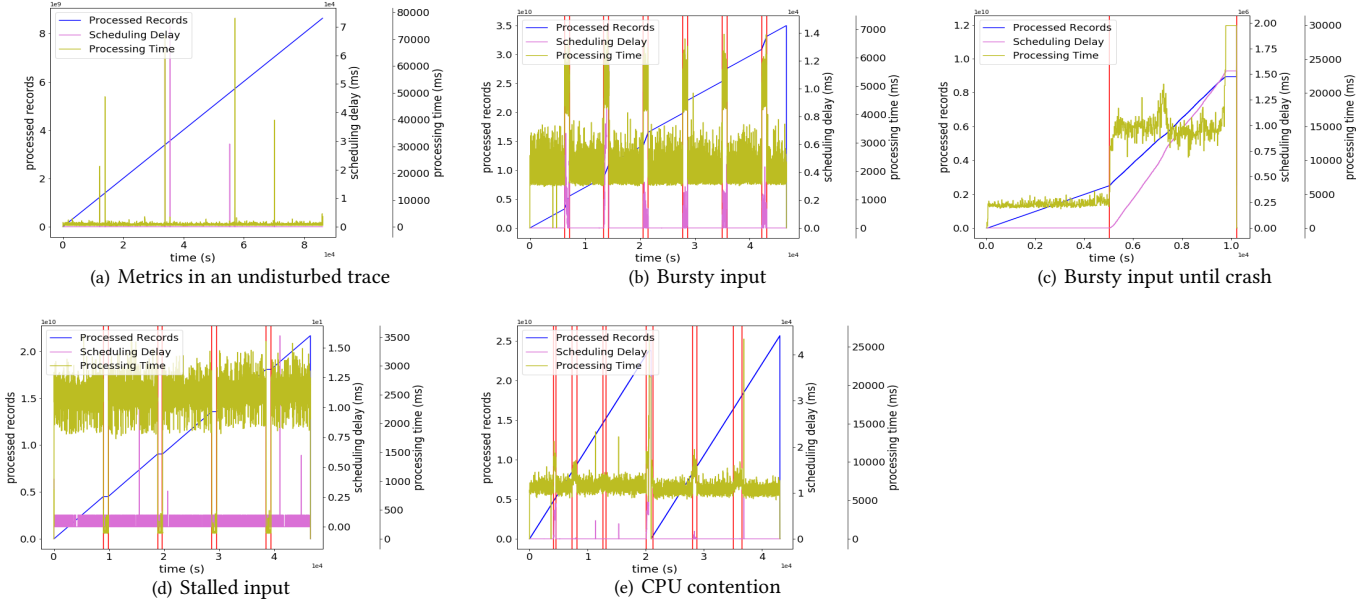 1e9
1e4
Processed Records
Scheduling Delay
Processing Time
processed records
0
2
4
6
8
0
1
2
3
4
5
6
7
scheduling delay (ms)
0
10000
20000
30000
40000
50000
60000
70000
80000
processing time (ms)
0
2
4
6
8
1e4
time (s)
(a) Metrics in an undisturbed trace
1e10
1e4
Processed Records
Scheduling Delay
Processing Time
processed records
0.0
0.5
1.0
1.5
2.0
2.5
3.0
3.5
0.0
0.2
0.4
0.6
0.8
1.0
1.2
1.4
scheduling delay (ms)
0
1000
2000
3000
4000
5000
6000
7000
processing time (ms)
0
1
2
3
4
1e4
time (s)
(b) Bursty input
1e10
1e6
Processed Records
Scheduling Delay
Processing Time
processed records
0.0
0.2
0.4
0.6
0.8
1.0
1.2
0.00
0.25
0.50
0.75
1.00
1.25
1.50
1.75
2.00
scheduling delay (ms)
0
5000
10000
15000
20000
25000
30000
processing time (ms)
0.0
0.2
0.4
0.6
0.8
1.0
1e4
time (s)
(c) Bursty input until crash
1e10
1e1
Processed Records
Scheduling Delay
Processing Time
processed records
0.0
0.5
1.0
1.5
2.0
0.00
0.25
0.50
0.75
1.00
1.25
1.50
scheduling delay (ms)
0
500
1000
1500
2000
2500
3000
3500
processing time (ms)
0
1
2
3
4
1e4
time (s)
(d) Stalled input
1e10
1e4
Processed Records
Scheduling Delay
Processing Time
processed records
0.0
0.5
1.0
1.5
2.0
2.5
0
1
2
3
4
scheduling delay (ms)
0
5000
10000
15000
20000
25000
processing time (ms)
0
1
2
3
4
1e4
time (s)
(e) CPU contention